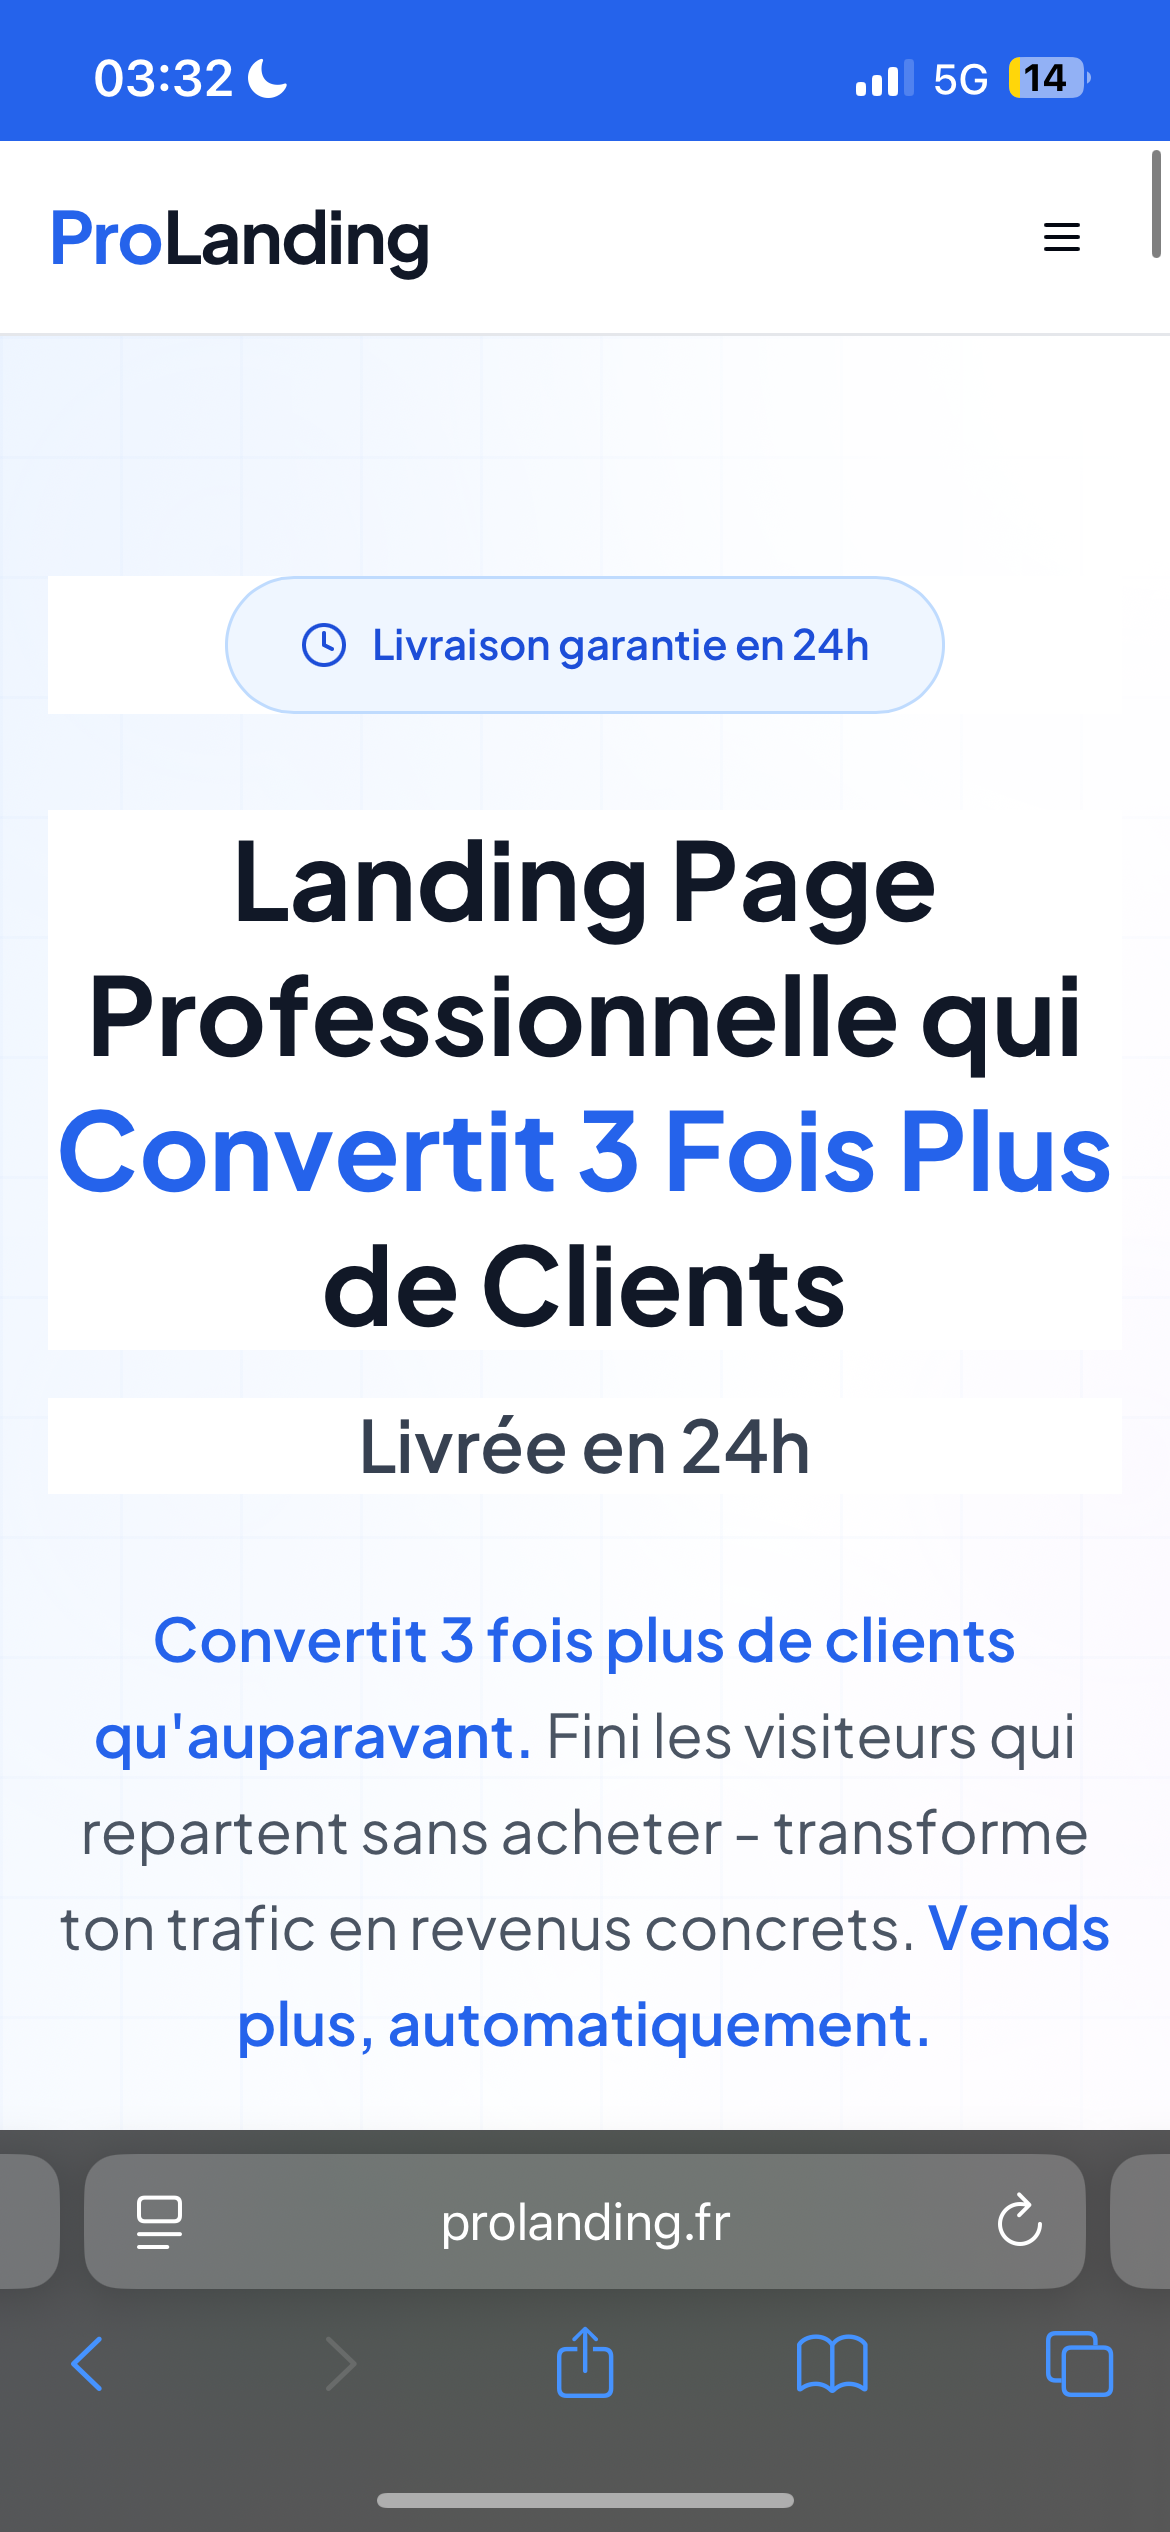 03:32
5G
14
ProLanding
Livraison garantie en 24h
Landing Page
Professionnelle qui
Convertit 3 Fois Plus
de Clients
Livrée en 24h
Convertit 3 fois plus de clients
qu'auparavant. Fini les visiteurs qui
repartent sans acheter - transforme
ton trafic en revenus concrets. Vends
plus, automatiquement.
prolanding.fr